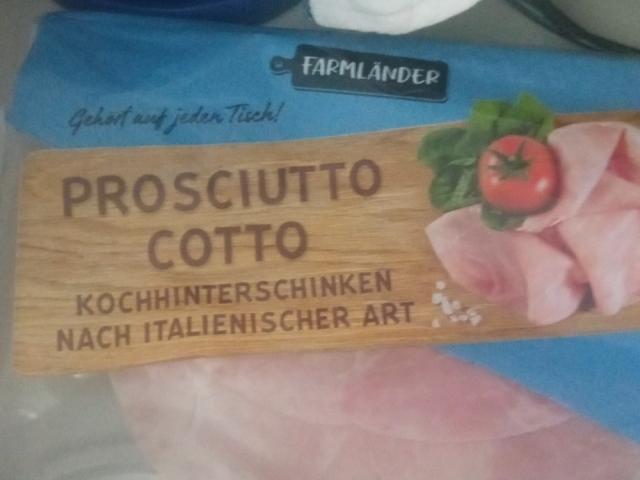 FARMLÄNDER
Gehört auf jeden Tisch!
PROSCIUTTO
COTTO
KOCHHINTERSCHINKEN
NACH ITALIENISCHER ART